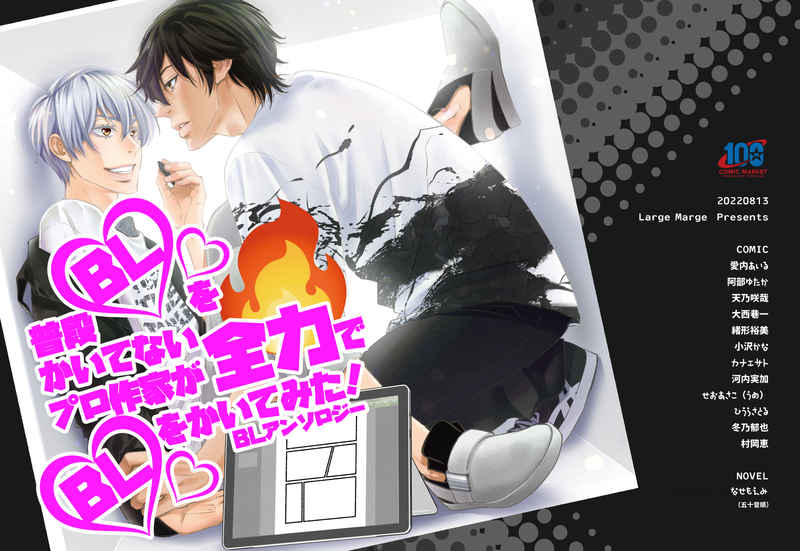 BLを
普段
かいてない
プロ作家が
全力で
BLをかいてみた!
BLアンソロジー
100
COMIC MARKET
20220813
Large Marge Presents
COMIC
愛内あいる
阿部ゆたか
天乃咲哉
大西巷一
緒形裕美
小沢かな
カナエサト
河内実加
せおあさこ(うめ)
ひうらさとる
冬乃郁也
村岡恵
NOVEL
なせもえみ
(五十音順)